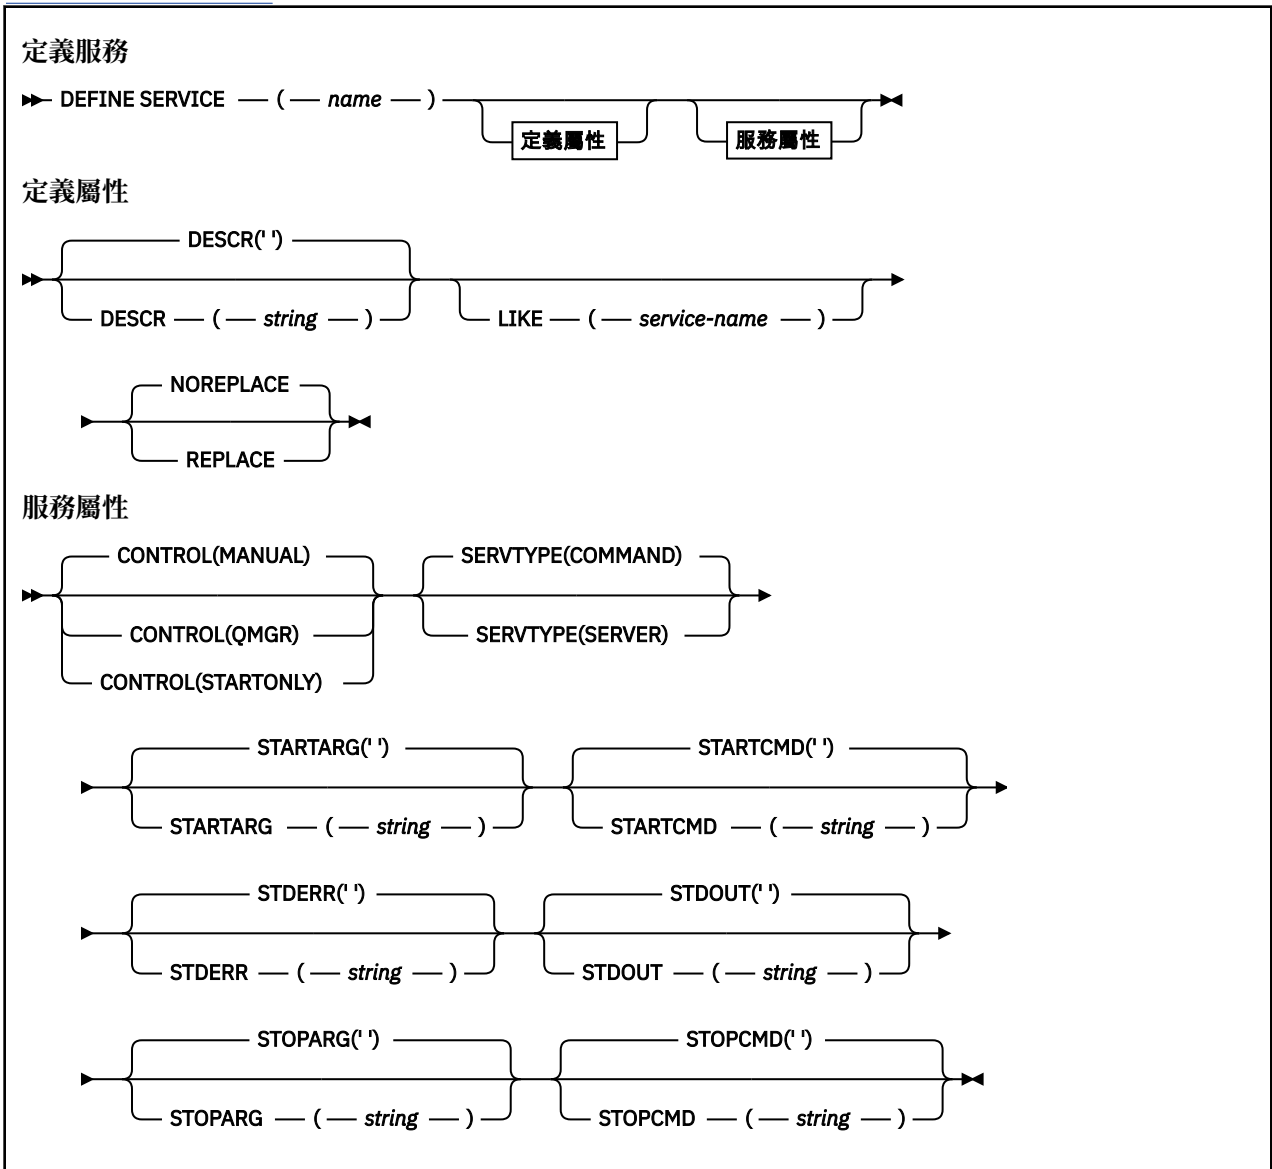 定義服務
DEFINE SERVICE ( name )
定義屬性 服務屬性
定義屬性
DESCR(' ')
DESCR ( string ) LIKE ( service-name )
NOREPLACE
REPLACE
服務屬性
CONTROL(MANUAL) SERVTYPE(COMMAND)
CONTROL(QMGR) SERVTYPE(SERVER)
CONTROL(STARTONLY)
STARTARG(' ') STARTCMD(' ')
STARTARG ( string ) STARTCMD ( string )
STDERR(' ') STDOUT(' ')
STDERR ( string ) STDOUT ( string )
STOPARG(' ') STOPCMD(' ')
STOPARG ( string ) STOPCMD ( string )